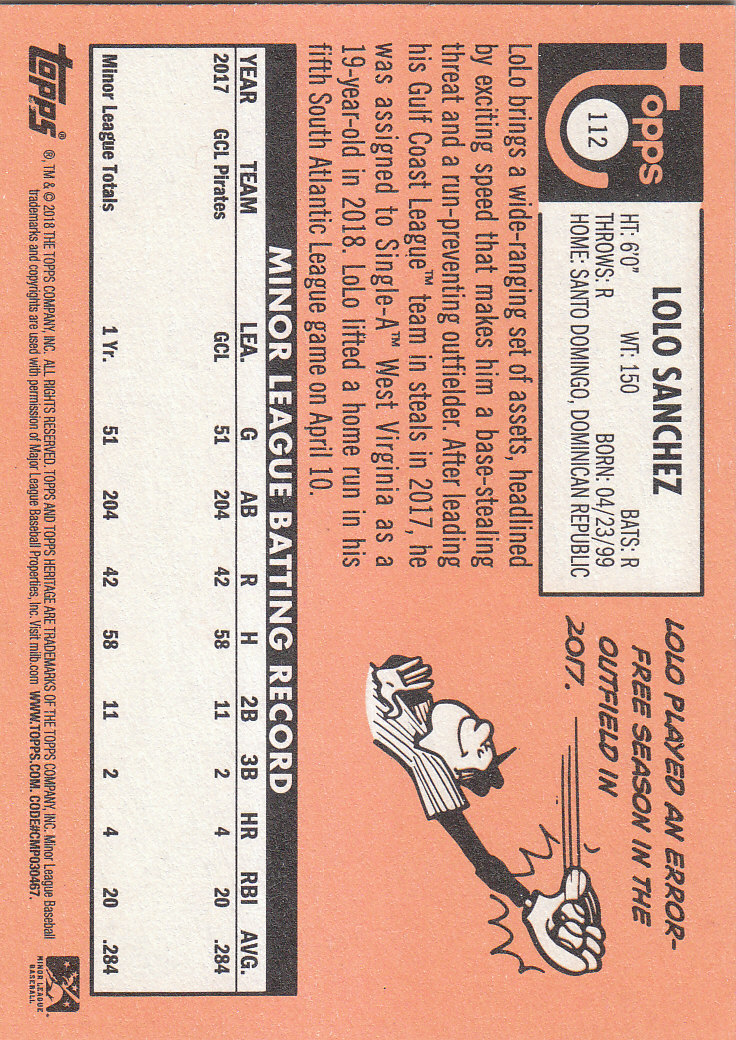 topps
112
LOLO SANCHEZ
HT: 6'0" WT: 150 BATS: R
THROWS: R BORN: 04/23/99
HOME: SANTO DOMINGO, DOMINICAN REPUBLIC
LOLO PLAYED AN ERROR-
FREE SEASON IN THE
OUTFIELD IN
2017.
LoLo brings a wide-ranging set of assets, headlined
by exciting speed that makes him a base-stealing
threat and a run-preventing outfielder. After leading
his Gulf Coast League™ team in steals in 2017, he
was assigned to Single-A™ West Virginia as a
19-year-old in 2018. LoLo lifted a home run in his
fifth South Atlantic League game on April 10.
MINOR LEAGUE BATTING RECORD
YEAR TEAM LEA. G AB R H 2B 3B HR RBI AVG.
2017 GCL Pirates GCL 51 204 42 58 11 2 4 20 .284
Minor League Totals 1 Yr. 51 204 42 58 11 2 4 20 .284
topps®
®, TM & © 2018 THE TOPPS COMPANY, INC. ALL RIGHTS RESERVED. TOPPS AND TOPPS HERITAGE ARE TRADEMARKS OF THE TOPPS COMPANY, INC. Minor League Baseball
trademarks and copyrights are used with permission of Major League Baseball Properties, Inc. Visit milb.com WWW.TOPPS.COM. CODE#CMP030467.
MINOR LEAGUE
BASEBALL